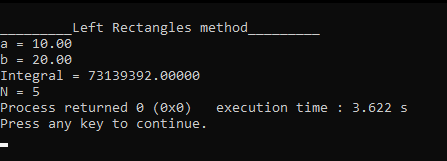 _________Left Rectangles method_________
a = 10.00
b = 20.00
Integral = 73139392.00000
N = 5
Process returned 0 (0x0)   execution time : 3.622 s
Press any key to continue.